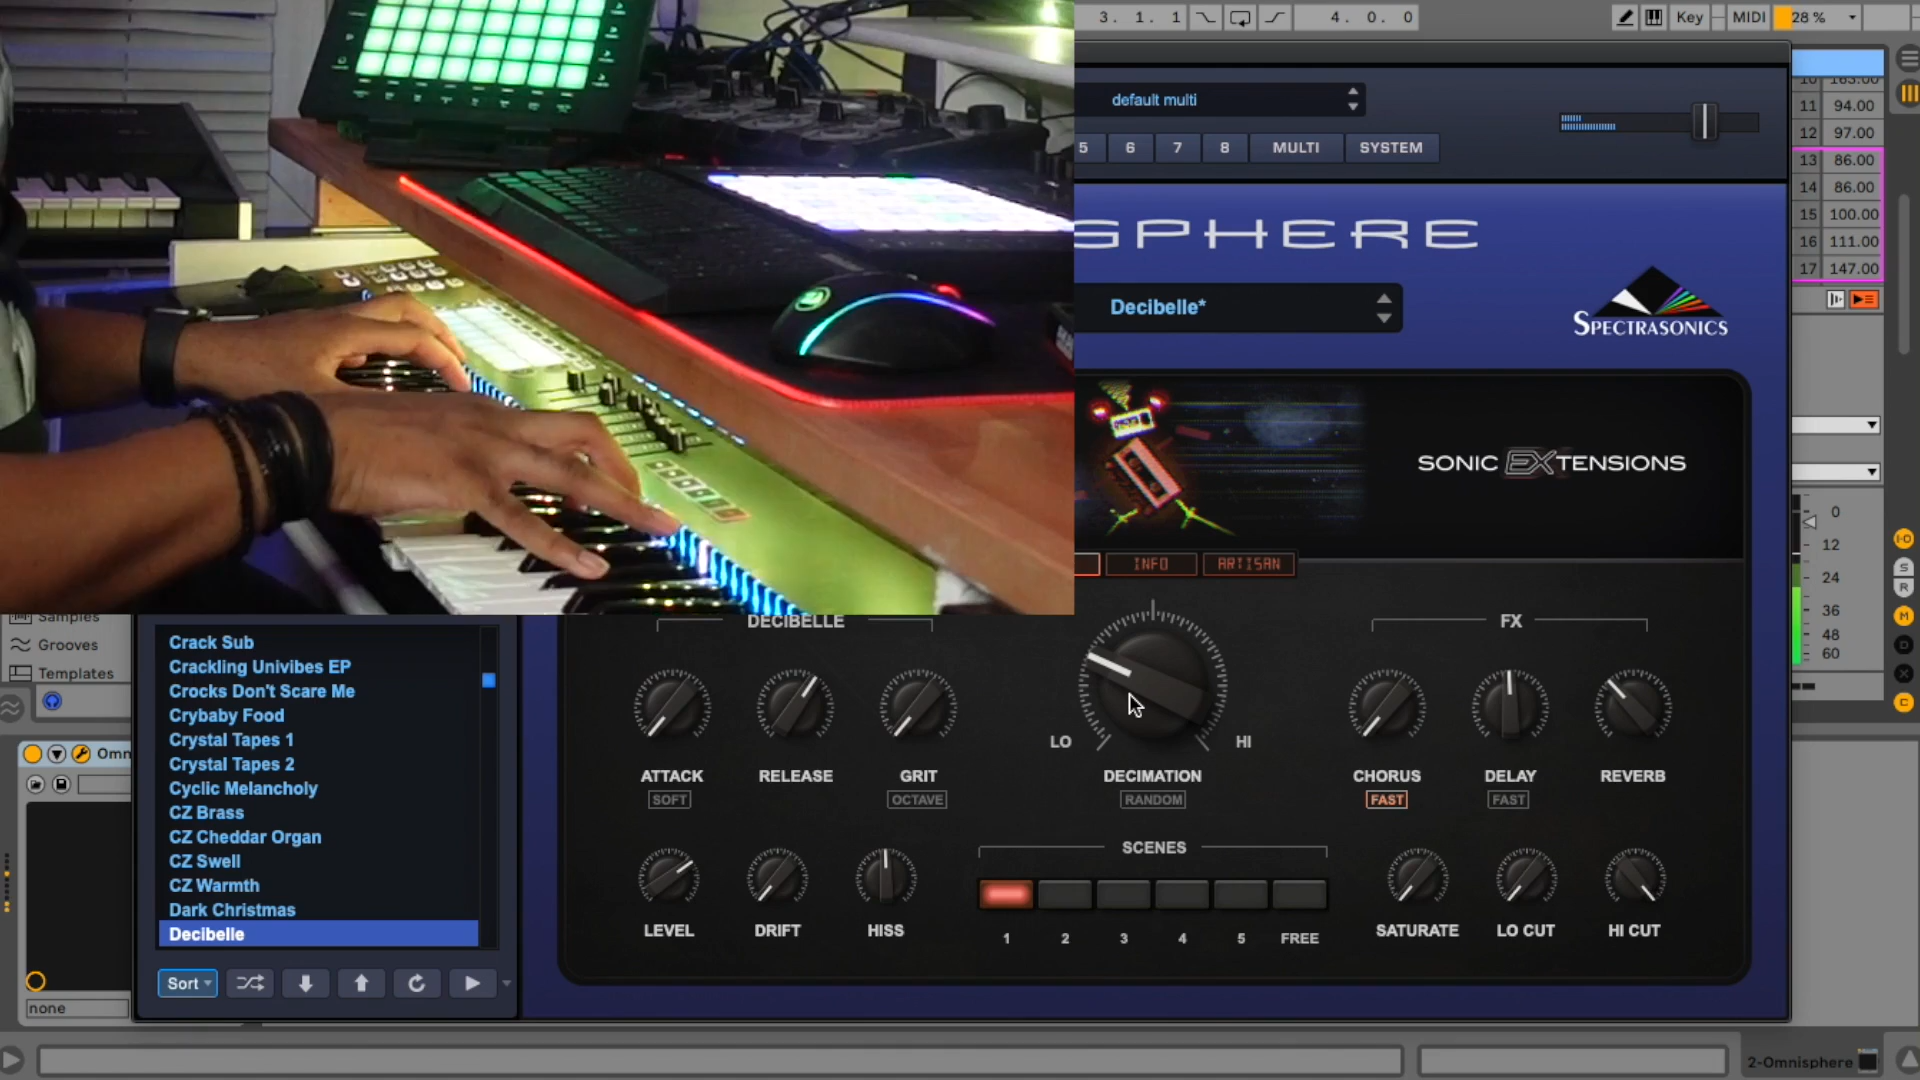 3. 1. 1
4. 0. 0
Key
MIDI
28 %
default multi
5
6
7
8
MULTI
SYSTEM
10 163.00
11 94.00
12 97.00
13 86.00
14 86.00
15 100.00
16 111.00
17 147.00
SPHERE
Decibelle*
SPECTRASONICS
SONIC EXTENSIONS
INFO
ARTISAN
Samples
Grooves
Templates
Crack Sub
Crackling Univibes EP
Crocks Don't Scare Me
Crybaby Food
Crystal Tapes 1
Crystal Tapes 2
Cyclic Melancholy
CZ Brass
CZ Cheddar Organ
CZ Swell
CZ Warmth
Dark Christmas
Decibelle
Sort
Omn
none
DECIBELLE
ATTACK
RELEASE
GRIT
SOFT
OCTAVE
LO
HI
DECIMATION
RANDOM
FX
CHORUS
DELAY
REVERB
FAST
FAST
LEVEL
DRIFT
HISS
SCENES
1
2
3
4
5
FREE
SATURATE
LO CUT
HI CUT
0
12
24
36
48
60
I·O
S
R
M
D
X
C
2-Omnisphere